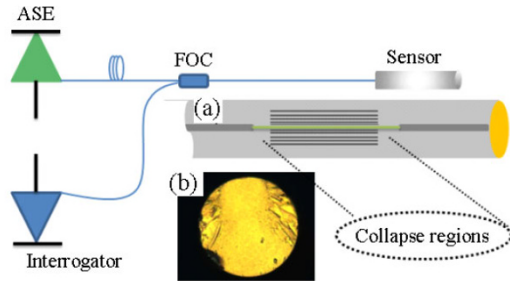 ASE
FOC
Sensor
(a)
(b)
Collapse regions
Interrogator